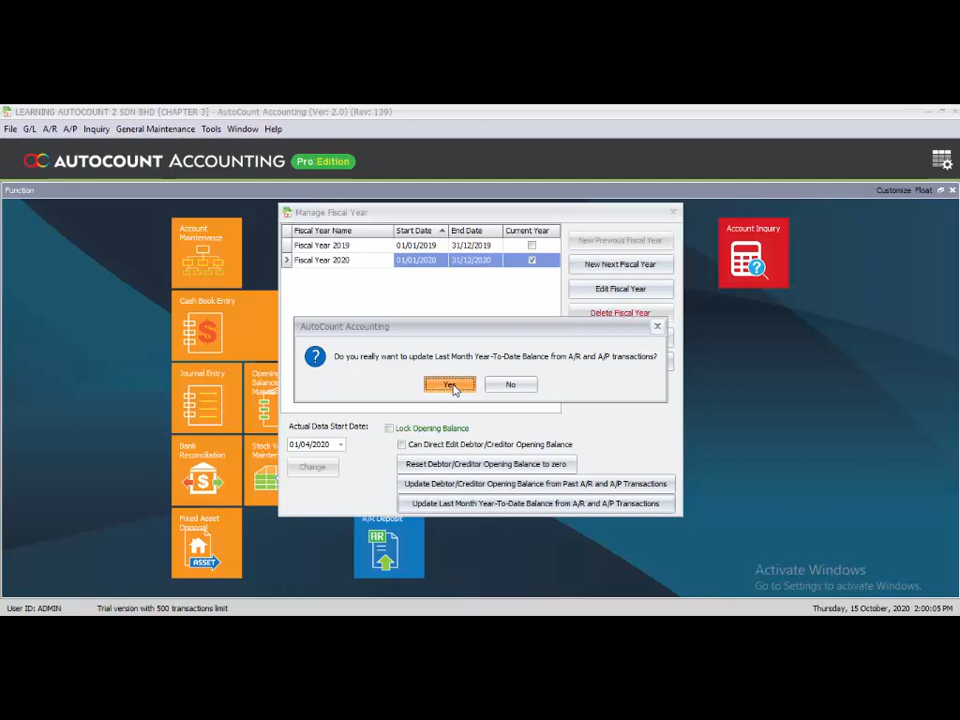 LEARNING AUTOCOUNT 2 SDN BHD [CHAPTER 3] - AutoCount Accounting (Ver: 2.0) (Rev: 139)
File G/L A/R A/P Inquiry General Maintenance Tools Window Help
AUTOCOUNT ACCOUNTING Pro Edition
Function
Customize Float
Account
Maintenance
Cash Book Entry
Journal Entry
Opening
Balance
Bank
Reconciliation
Fixed Asset
Disposal
ASSET
A/R Deposit
AR
Account Inquiry
Manage Fiscal Year
Fiscal Year Name Start Date End Date Current Year
Fiscal Year 2019 01/01/2019 31/12/2019
Fiscal Year 2020 01/01/2020 31/12/2020
New Previous Fiscal Year
New Next Fiscal Year
Edit Fiscal Year
Delete Fiscal Year
AutoCount Accounting
Do you really want to update Last Month Year-To-Date Balance from A/R and A/P transactions?
Yes No
Actual Data Start Date:
01/04/2020
Change
Lock Opening Balance
Can Direct Edit Debtor/Creditor Opening Balance
Reset Debtor/Creditor Opening Balance to zero
Update Debtor/Creditor Opening Balance from Past A/R and A/P Transactions
Update Last Month Year-To-Date Balance from A/R and A/P Transactions
Activate Windows
Go to Settings to activate Windows.
User ID: ADMIN Trial version with 500 transactions limit Thursday, 15 October, 2020 2:00:05 PM